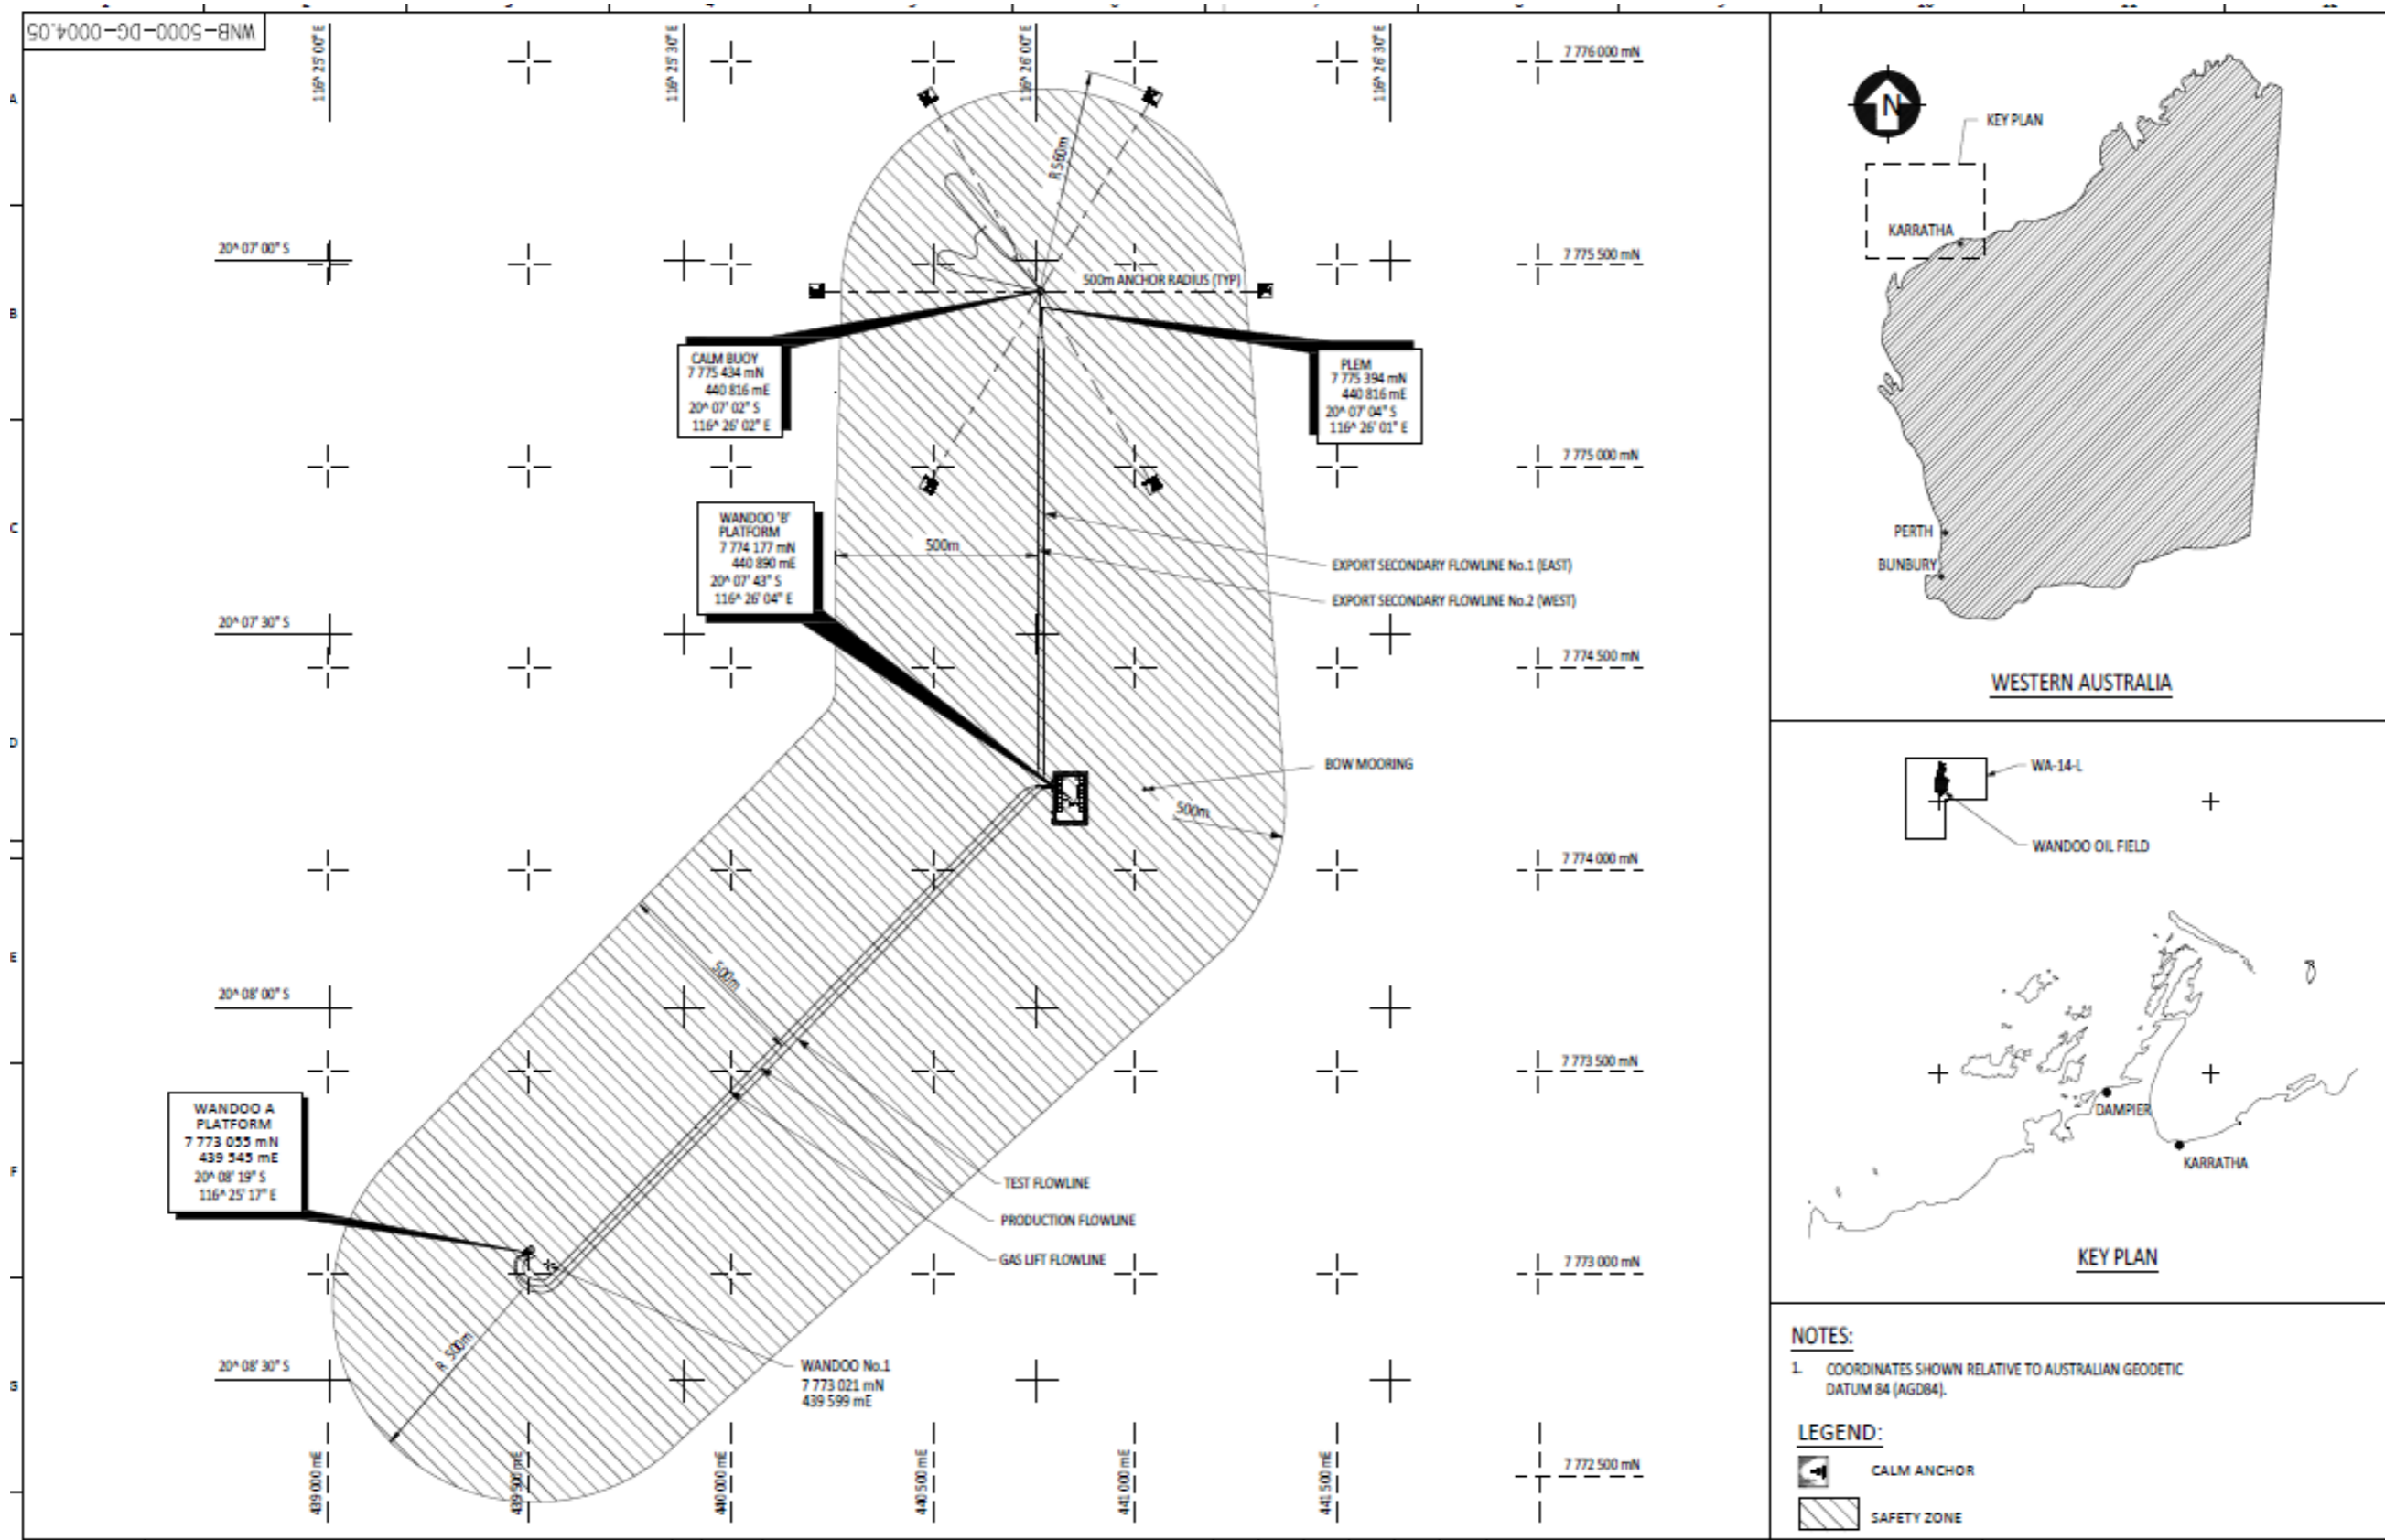 WNB-5000-DG-0004.05
116^ 25' 00" E
116^ 25' 30" E
116^ 26' 00" E
116^ 26' 30" E
7 776 000 mN
A
R 560m
20^ 07' 00" S
7 775 500 mN
500m ANCHOR RADIUS (TYP)
B
CALM BUOY
7 775 434 mN
440 816 mE
20^ 07' 02" S
116^ 26' 02" E
PLEM
7 775 394 mN
440 816 mE
20^ 07' 04" S
116^ 26' 01" E
7 775 000 mN
C
WANDOO 'B'
PLATFORM
7 774 177 mN
440 890 mE
20^ 07' 43" S
116^ 26' 04" E
500m
EXPORT SECONDARY FLOWLINE No.1 (EAST)
EXPORT SECONDARY FLOWLINE No.2 (WEST)
20^ 07' 30" S
7 774 500 mN
D
BOW MOORING
500m
7 774 000 mN
E
500m
20^ 08' 00" S
7 773 500 mN
WANDOO A
PLATFORM
7 773 055 mN
439 545 mE
20^ 08' 19" S
116^ 25' 17" E
F
TEST FLOWLINE
PRODUCTION FLOWLINE
GAS LIFT FLOWLINE
7 773 000 mN
R 500m
20^ 08' 30" S
WANDOO No.1
7 773 021 mN
439 599 mE
G
7 772 500 mN
439 000 mE
439 500 mE
440 000 mE
440 500 mE
441 000 mE
441 500 mE
N
KEY PLAN
KARRATHA
PERTH
BUNBURY
WESTERN AUSTRALIA
WA-14-L
WANDOO OIL FIELD
DAMPIER
KARRATHA
KEY PLAN
NOTES:
1. COORDINATES SHOWN RELATIVE TO AUSTRALIAN GEODETIC
DATUM 84 (AGD84).
LEGEND:
CALM ANCHOR
SAFETY ZONE